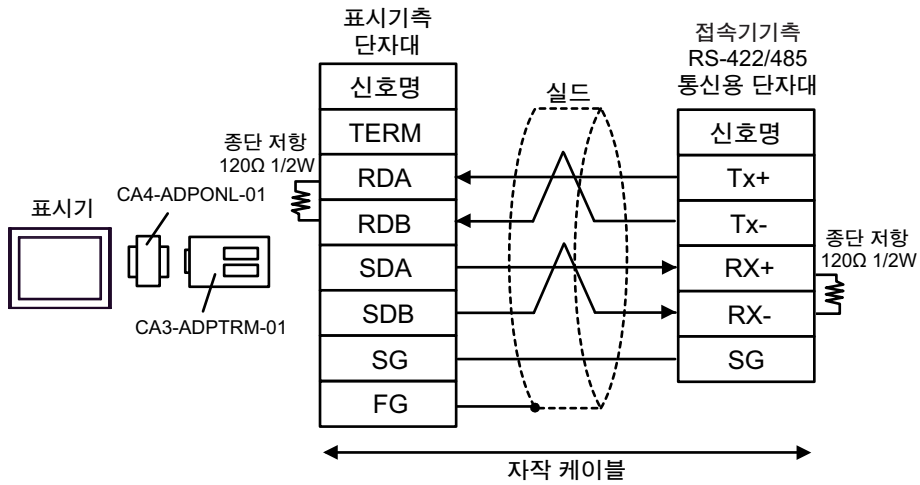 표시기측
단자대
신호명
TERM
RDA
RDB
SDA
SDB
SG
FG
종단 저항
120Ω 1/2W
표시기
CA4-ADPONL-01
CA3-ADPTRM-01
실드
접속기기측
RS-422/485
통신용 단자대
신호명
Tx+
Tx-
RX+
RX-
SG
종단 저항
120Ω 1/2W
자작 케이블